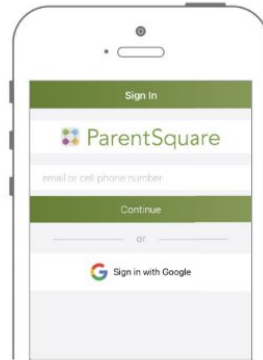 Sign In
ParentSquare
email or cell phone number
Continue
or
Sign in with Google